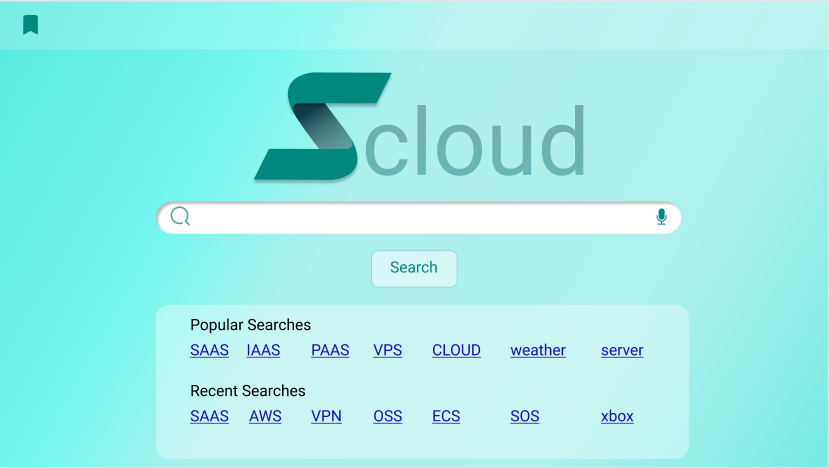 Scloud
Search
Popular Searches
SAAS IAAS PAAS VPS CLOUD weather server
Recent Searches
SAAS AWS VPN OSS ECS SOS xbox